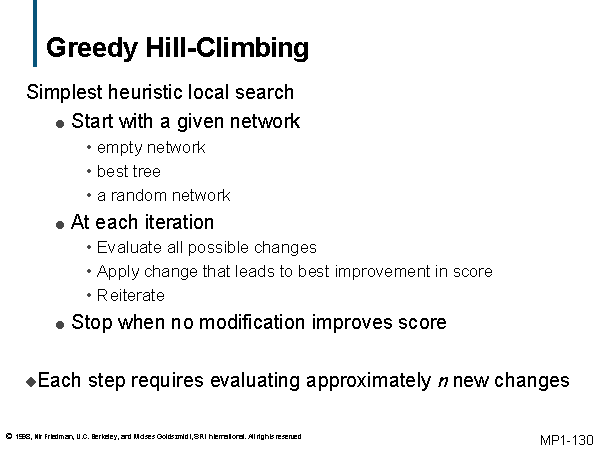 Greedy Hill-Climbing
Simplest heuristic local search
● Start with a given network
• empty network
• best tree
• a random network
● At each iteration
• Evaluate all possible changes
• Apply change that leads to best improvement in score
• Reiterate
● Stop when no modification improves score
◆Each step requires evaluating approximately n new changes
© 1998, Nir Friedman, U.C. Berkeley, and Moises Goldszmidt, SRI International. All rights reserved.
MP1-130